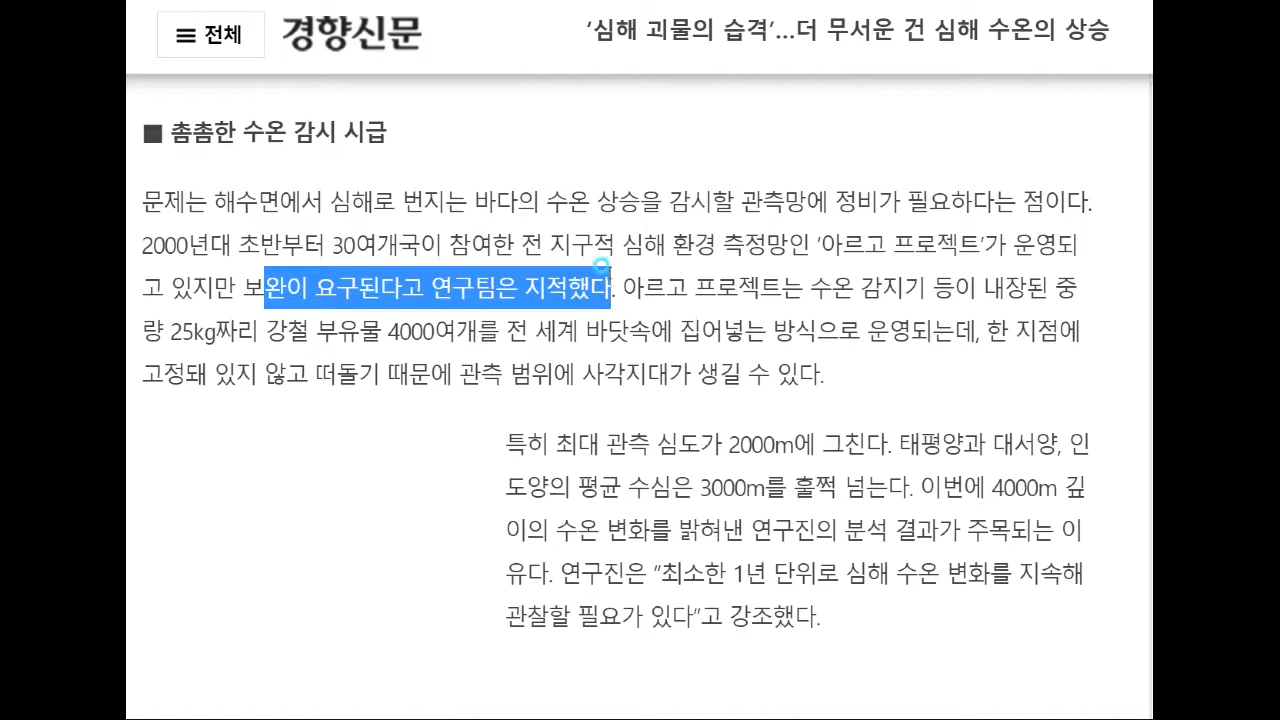 전체
경향신문
‘심해 괴물의 습격’...더 무서운 건 심해 수온의 상승
■ 촘촘한 수온 감시 시급
문제는 해수면에서 심해로 번지는 바다의 수온 상승을 감시할 관측망에 정비가 필요하다는 점이다.
2000년대 초반부터 30여개국이 참여한 전 지구적 심해 환경 측정망인 ‘아르고 프로젝트’가 운영되
고 있지만 보완이 요구된다고 연구팀은 지적했다. 아르고 프로젝트는 수온 감지기 등이 내장된 중
량 25kg짜리 강철 부유물 4000여개를 전 세계 바닷속에 집어넣는 방식으로 운영되는데, 한 지점에
고정돼 있지 않고 떠돌기 때문에 관측 범위에 사각지대가 생길 수 있다.
특히 최대 관측 심도가 2000m에 그친다. 태평양과 대서양, 인
도양의 평균 수심은 3000m를 훌쩍 넘는다. 이번에 4000m 깊
이의 수온 변화를 밝혀낸 연구진의 분석 결과가 주목되는 이
유다. 연구진은 “최소한 1년 단위로 심해 수온 변화를 지속해
관찰할 필요가 있다”고 강조했다.